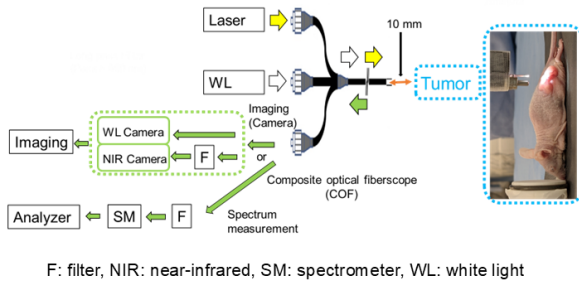 Laser
10 mm
WL
Tumor
Imaging
(Camera)
WL Camera
Imaging
NIR Camera
F
or
Composite optical fiberscope
(COF)
Analyzer
SM
F
Spectrum
measurement
F: filter, NIR: near-infrared, SM: spectrometer, WL: white light